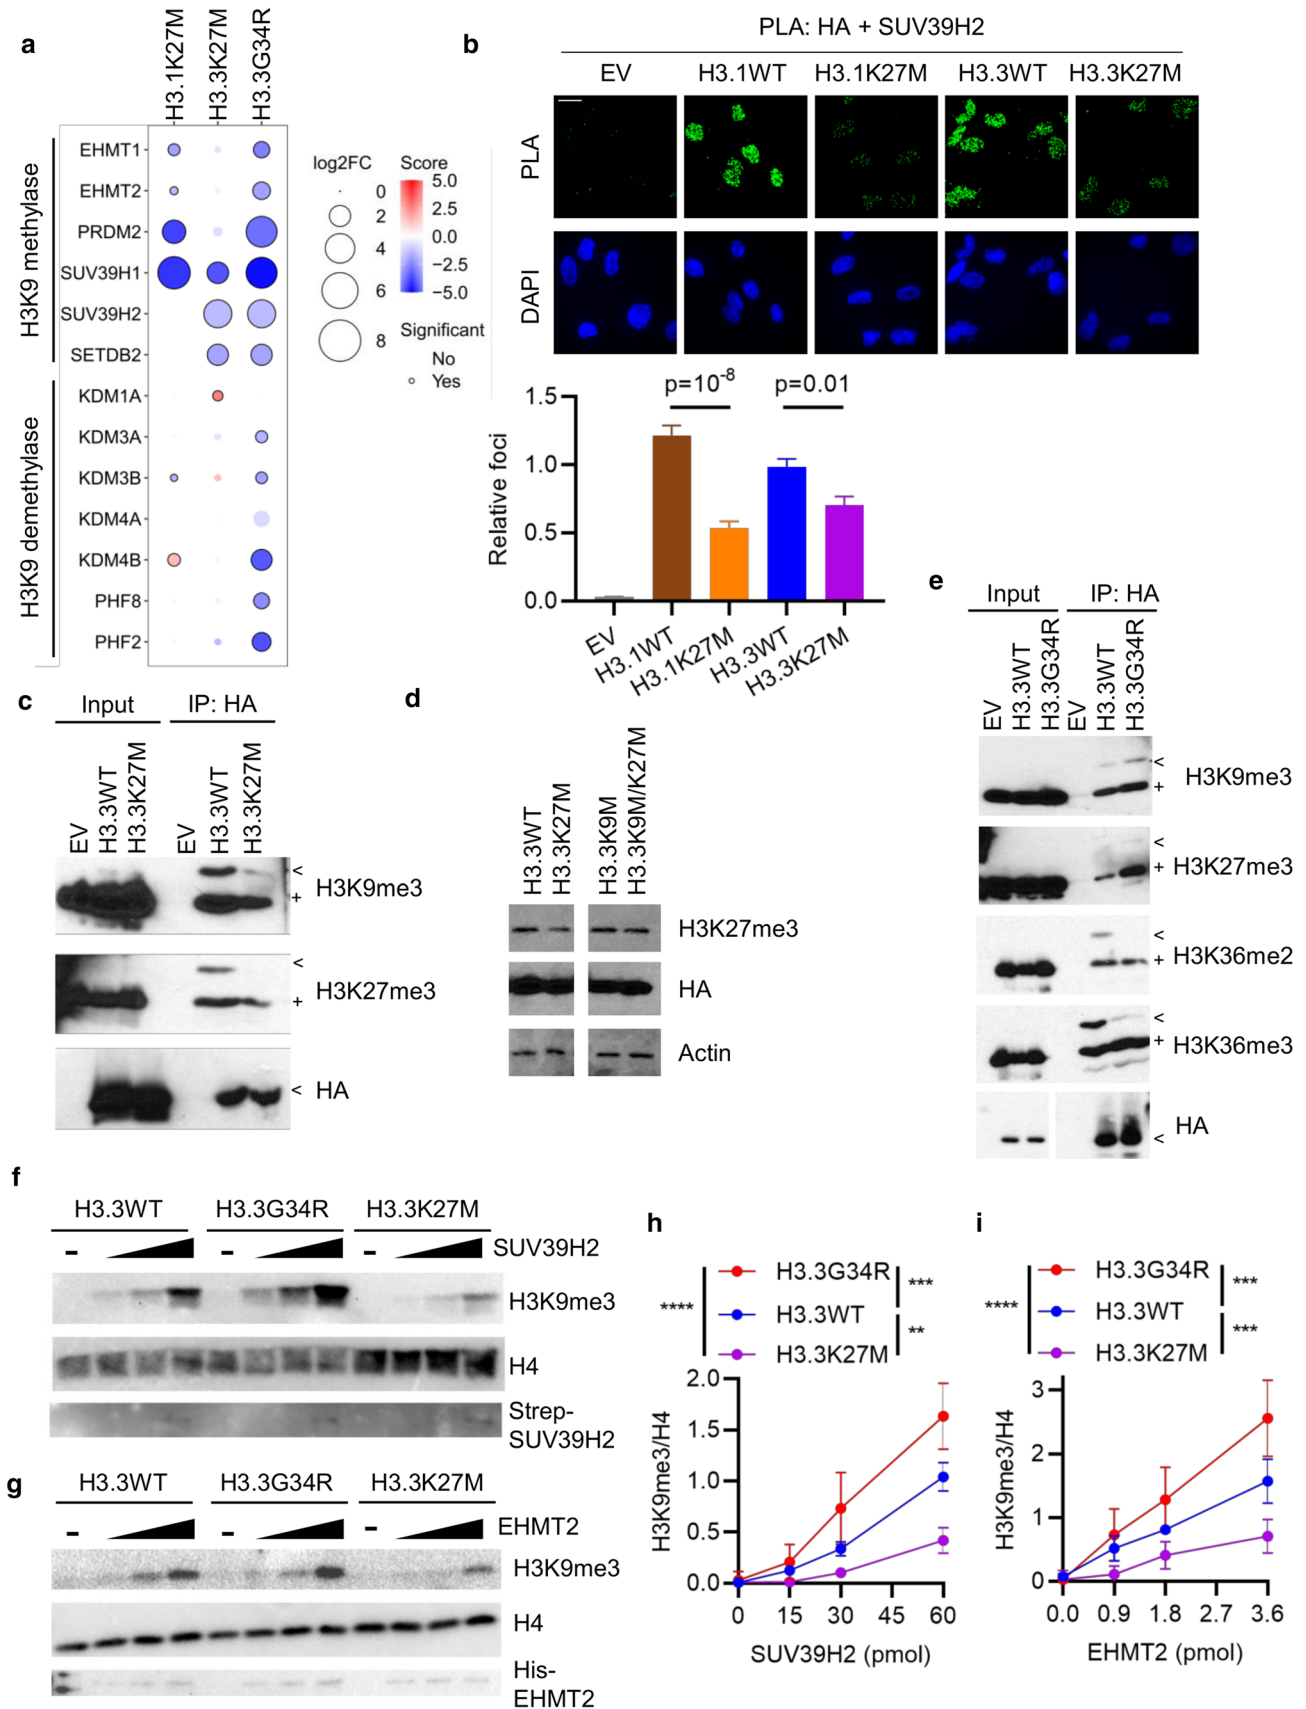 a
H3.1K27M
H3.3K27M
H3.3G34R
H3K9 methylase
EHMT1
EHMT2
PRDM2
SUV39H1
SUV39H2
SETDB2
H3K9 demethylase
KDM1A
KDM3A
KDM3B
KDM4A
KDM4B
PHF8
PHF2
log2FC
0
2
4
6
8
Score
5.0
2.5
0.0
−2.5
−5.0
Significant
No
Yes
b
PLA: HA + SUV39H2
EV H3.1WT H3.1K27M H3.3WT H3.3K27M
PLA
DAPI
p=10-8 p=0.01
Relative foci
1.5
1.0
0.5
0.0
EV
H3.1WT
H3.1K27M
H3.3WT
H3.3K27M
c
Input IP: HA
EV
H3.3WT
H3.3K27M
EV
H3.3WT
H3.3K27M
<
+
H3K9me3
<
+
H3K27me3
< HA
d
H3.3WT
H3.3K27M
H3.3K9M
H3.3K9M/K27M
H3K27me3
HA
Actin
e
Input IP: HA
EV
H3.3WT
H3.3G34R
EV
H3.3WT
H3.3G34R
<
+
H3K9me3
<
+
H3K27me3
<
+
H3K36me2
<
+
H3K36me3
HA
<
f
H3.3WT H3.3G34R H3.3K27M
– – – SUV39H2
H3K9me3
H4
Strep-
SUV39H2
g
H3.3WT H3.3G34R H3.3K27M
– – – EHMT2
H3K9me3
H4
His-
EHMT2
h
H3.3G34R
H3.3WT
H3.3K27M
****
***
**
H3K9me3/H4
2.0
1.5
1.0
0.5
0.0
0 15 30 45 60
SUV39H2 (pmol)
i
H3.3G34R
H3.3WT
H3.3K27M
****
***
***
H3K9me3/H4
3
2
1
0
0.0 0.9 1.8 2.7 3.6
EHMT2 (pmol)